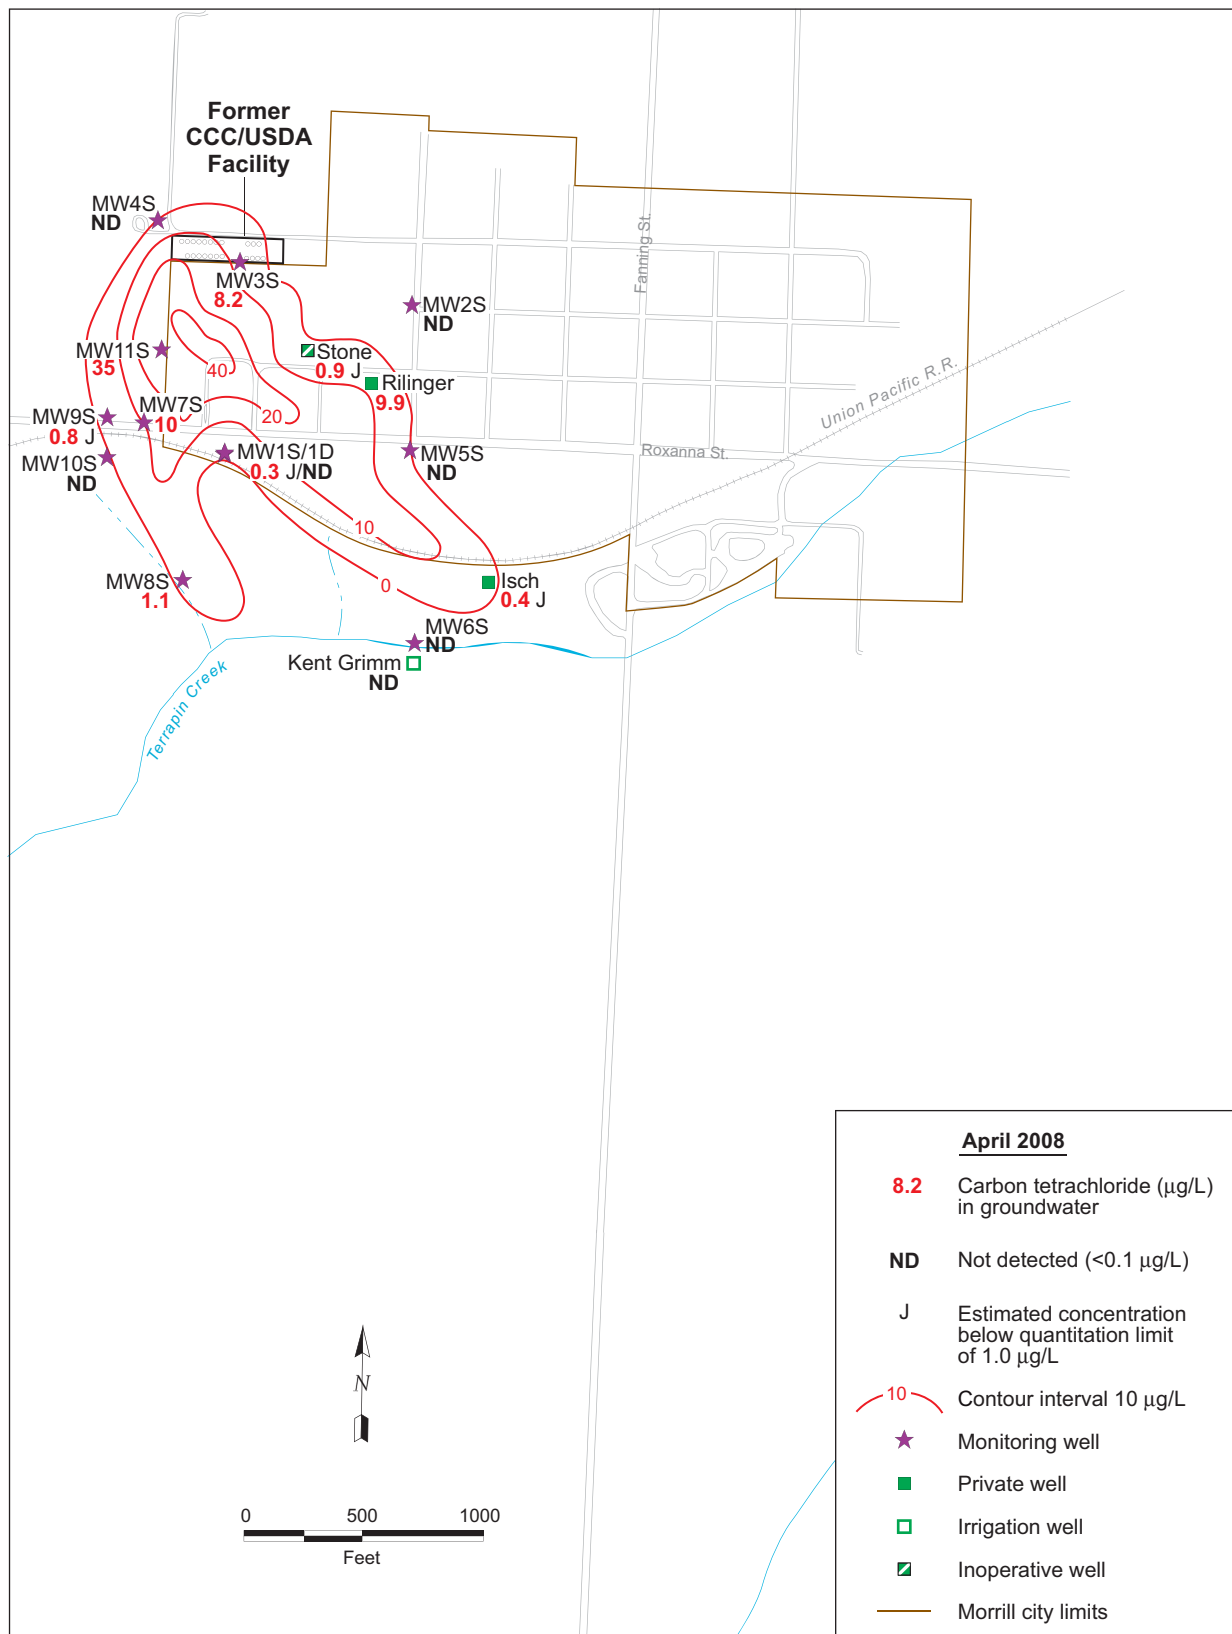 Former
CCC/USDA
Facility
MW4S
ND
MW3S
8.2
MW2S
ND
Fanning St.
MW11S
35
40
Stone
0.9 J
Rilinger
9.9
Union Pacific R.R.
MW7S
10
20
MW9S
0.8 J
MW10S
ND
MW1S/1D
0.3 J/ND
MW5S
ND
Roxanna St.
10
0
MW8S
1.1
Isch
0.4 J
MW6S
ND
Kent Grimm
ND
Terrapin Creek
April 2008
8.2 Carbon tetrachloride (µg/L)
in groundwater
ND Not detected (<0.1 µg/L)
J Estimated concentration
below quantitation limit
of 1.0 µg/L
10 Contour interval 10 µg/L
Monitoring well
Private well
Irrigation well
Inoperative well
Morrill city limits
N
0 500 1000
Feet